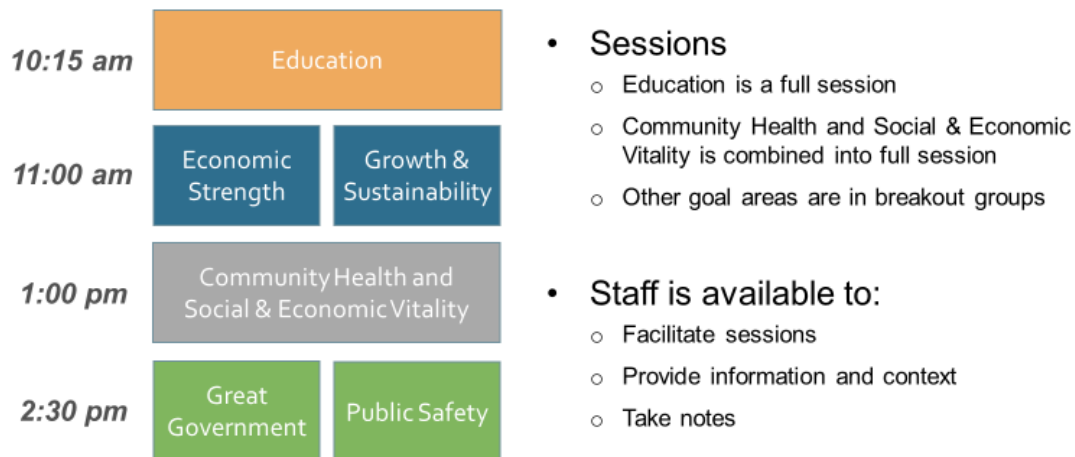 10:15 am
Education
11:00 am
Economic
Strength
Growth &
Sustainability
1:00 pm
Community Health and
Social & Economic Vitality
2:30 pm
Great
Government
Public Safety
• Sessions
o Education is a full session
o Community Health and Social & Economic
Vitality is combined into full session
o Other goal areas are in breakout groups
• Staff is available to:
o Facilitate sessions
o Provide information and context
o Take notes